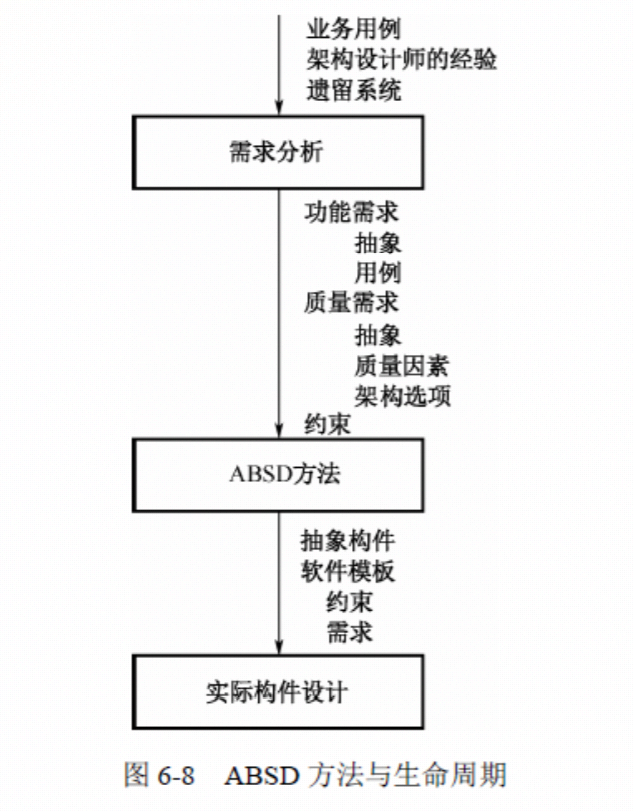 业务用例
架构设计师的经验
遗留系统
需求分析
功能需求
抽象
用例
质量需求
抽象
质量因素
架构选项
约束
ABSD方法
抽象构件
软件模板
约束
需求
实际构件设计
图 6-8 ABSD 方法与生命周期